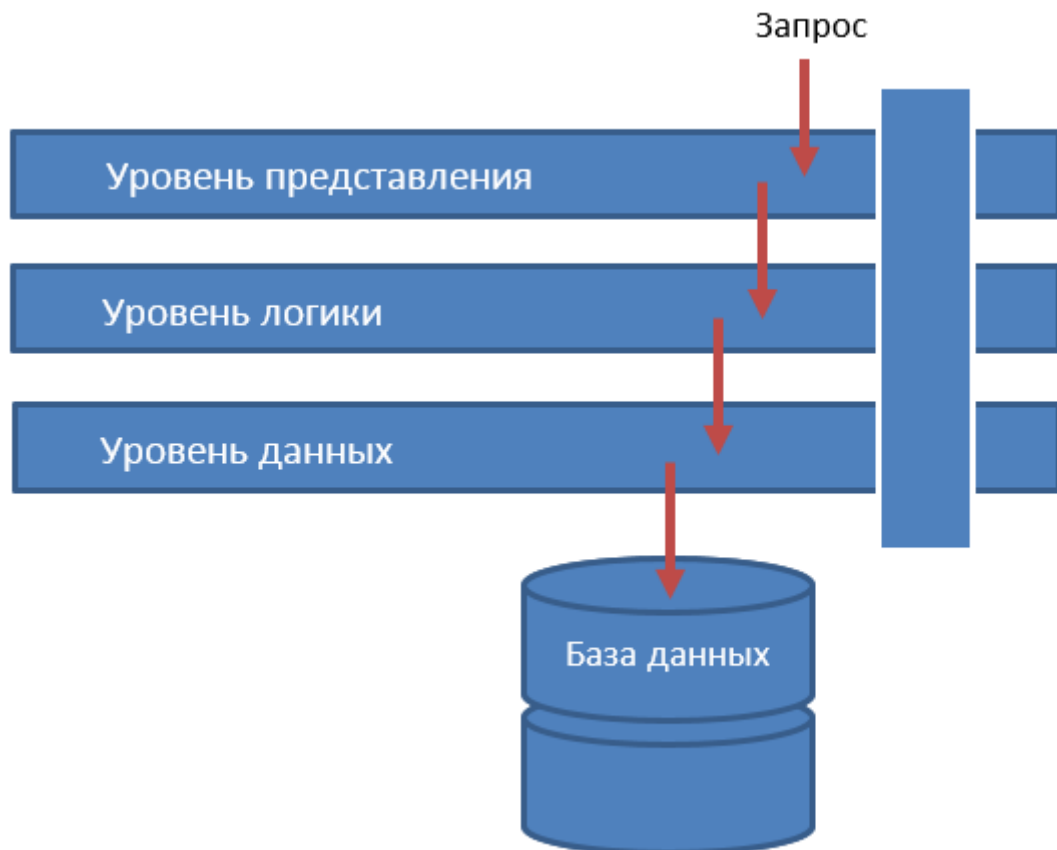 Запрос
Уровень представления
Уровень логики
Уровень данных
База данных